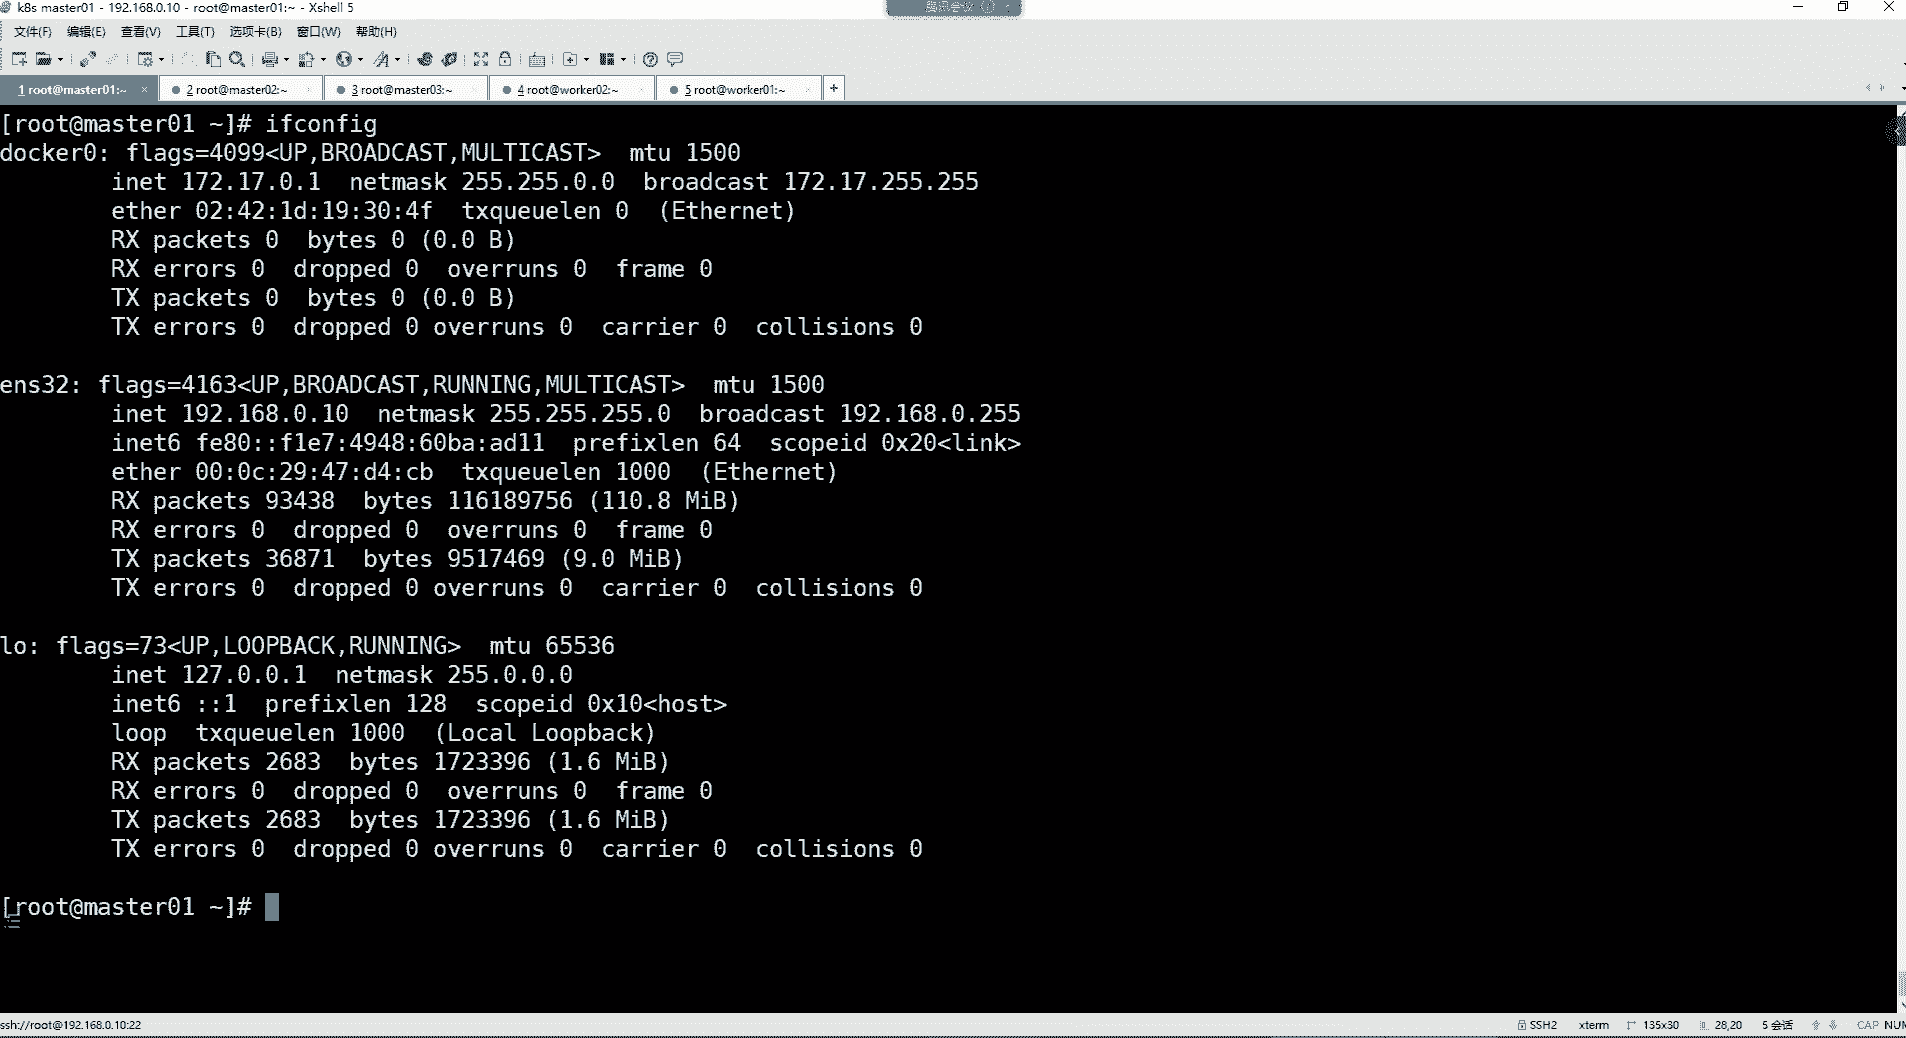 k8s master01 - 192.168.0.10 - root@master01:~ - Xshell 5
腾讯会议
文件(F) 编辑(E) 查看(V) 工具(T) 选项卡(B) 窗口(W) 帮助(H)
1 root@master01:~ × 2 root@master02:~ 3 root@master03:~ 4 root@worker02:~ 5 root@worker01:~ +
[root@master01 ~]# ifconfig
docker0: flags=4099<UP,BROADCAST,MULTICAST>  mtu 1500
        inet 172.17.0.1  netmask 255.255.0.0  broadcast 172.17.255.255
        ether 02:42:1d:19:30:4f  txqueuelen 0  (Ethernet)
        RX packets 0  bytes 0 (0.0 B)
        RX errors 0  dropped 0  overruns 0  frame 0
        TX packets 0  bytes 0 (0.0 B)
        TX errors 0  dropped 0 overruns 0  carrier 0  collisions 0
ens32: flags=4163<UP,BROADCAST,RUNNING,MULTICAST>  mtu 1500
        inet 192.168.0.10  netmask 255.255.255.0  broadcast 192.168.0.255
        inet6 fe80::f1e7:4948:60ba:ad11  prefixlen 64  scopeid 0x20<link>
        ether 00:0c:29:47:d4:cb  txqueuelen 1000  (Ethernet)
        RX packets 93438  bytes 116189756 (110.8 MiB)
        RX errors 0  dropped 0  overruns 0  frame 0
        TX packets 36871  bytes 9517469 (9.0 MiB)
        TX errors 0  dropped 0 overruns 0  carrier 0  collisions 0
lo: flags=73<UP,LOOPBACK,RUNNING>  mtu 65536
        inet 127.0.0.1  netmask 255.0.0.0
        inet6 ::1  prefixlen 128  scopeid 0x10<host>
        loop  txqueuelen 1000  (Local Loopback)
        RX packets 2683  bytes 1723396 (1.6 MiB)
        RX errors 0  dropped 0  overruns 0  frame 0
        TX packets 2683  bytes 1723396 (1.6 MiB)
        TX errors 0  dropped 0 overruns 0  carrier 0  collisions 0
[root@master01 ~]#
ssh://root@192.168.0.10:22 SSH2 xterm 135x30 28,20 5 会话 CAP NUM